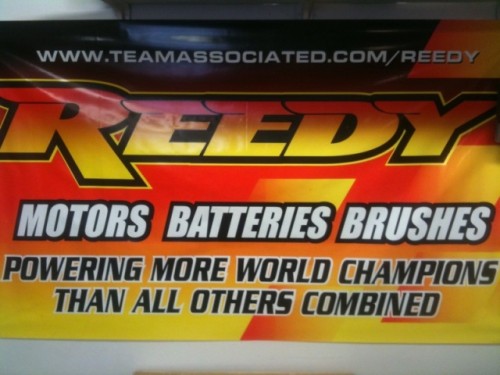 WWW.TEAMASSOCIATED.COM/REEDY
REEDY
MOTORS BATTERIES BRUSHES
POWERING MORE WORLD CHAMPIONS
THAN ALL OTHERS COMBINED